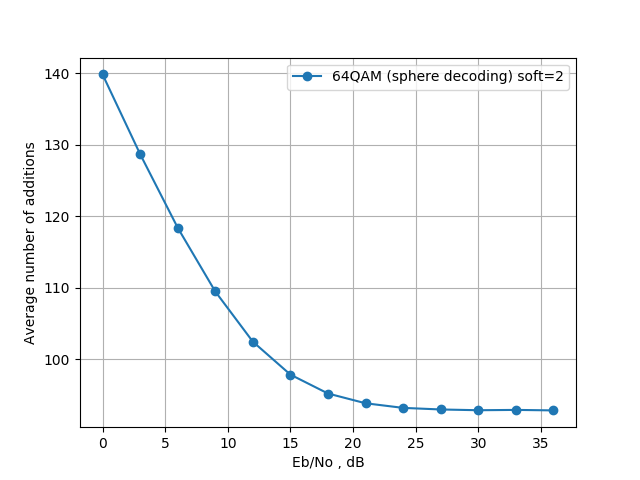 64QAM (sphere decoding) soft=2
140
130
120
110
100
Average number of additions
0 5 10 15 20 25 30 35
Eb/No , dB